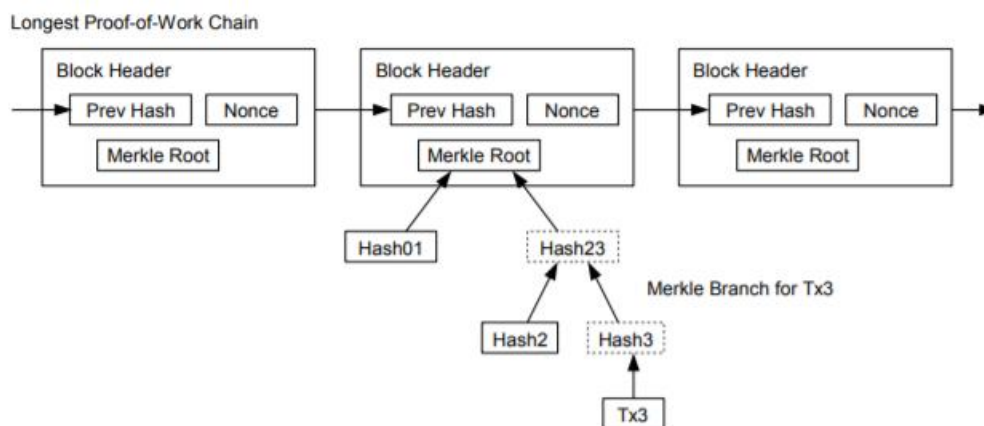 Longest Proof-of-Work Chain
Block Header
Prev Hash
Nonce
Merkle Root
Block Header
Prev Hash
Nonce
Merkle Root
Block Header
Prev Hash
Nonce
Merkle Root
Hash01
Hash23
Merkle Branch for Tx3
Hash2
Hash3
Tx3